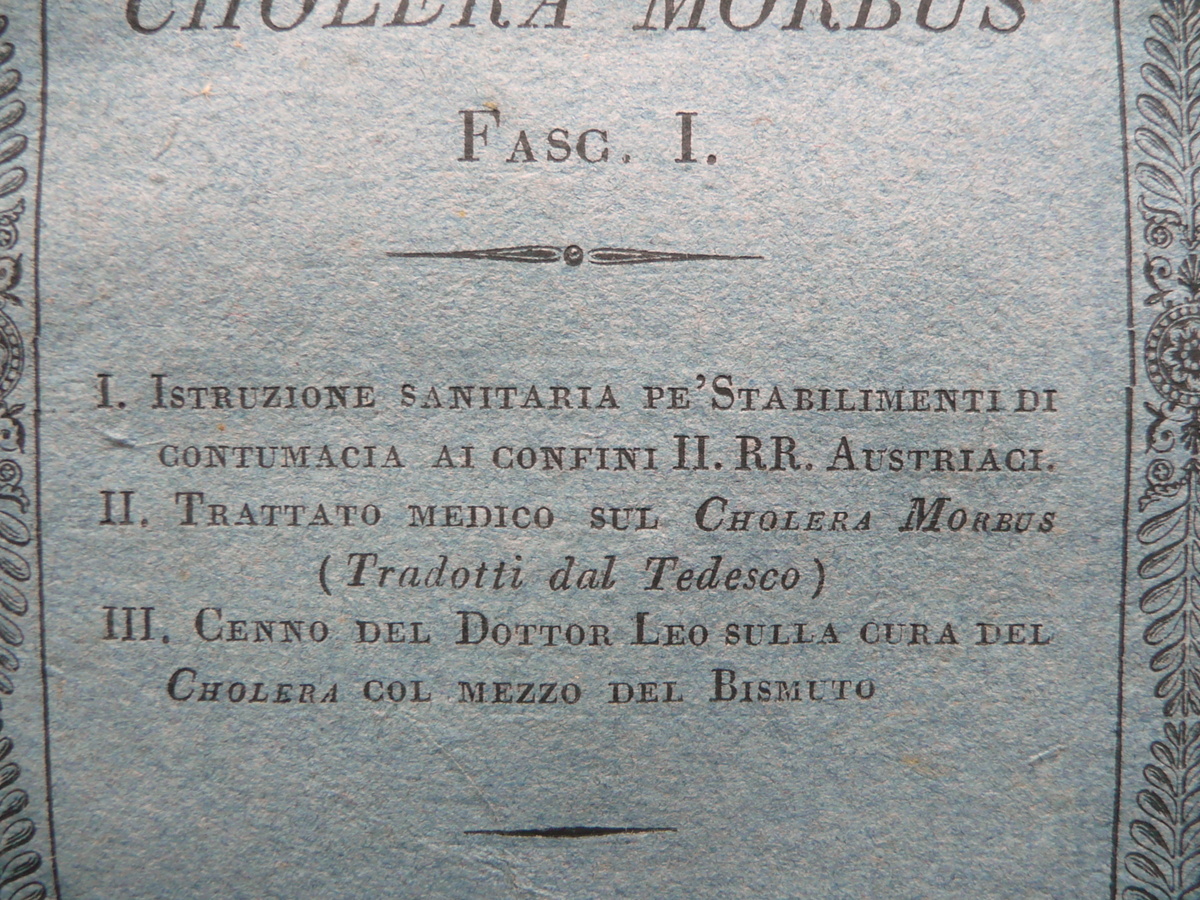 CHOLERA MORBUS
FASC. I.
I. ISTRUZIONE SANITARIA PE' STABILIMENTI DI
CONTUMACIA AI CONFINI II. RR. AUSTRIACI.
II. TRATTATO MEDICO SUL CHOLERA MORBUS
(Tradotti dal Tedesco)
III. CENNO DEL DOTTOR LEO SULLA CURA DEL
CHOLERA COL MEZZO DEL BISMUTO